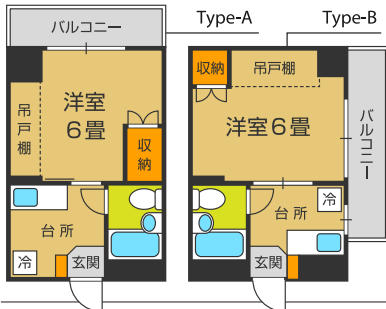 バルコニー
Type-A
Type-B
吊戸棚
洋室
6畳
収納
台所
冷
玄関
収納
吊戸棚
洋室6畳
バルコニー
台所
冷
玄関